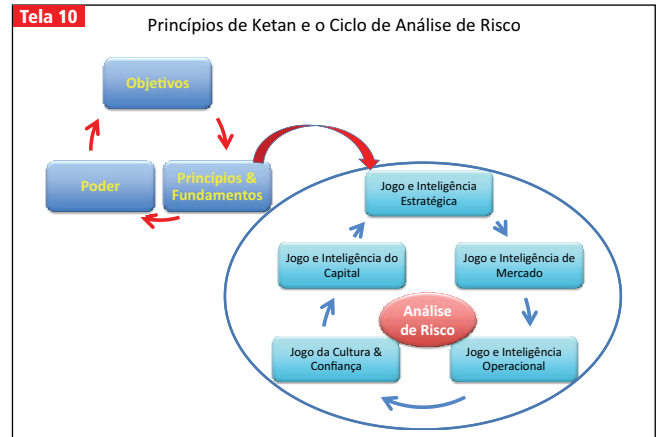 Tela 10
Princípios de Ketan e o Ciclo de Análise de Risco
Objetivos
Poder
Princípios &
Fundamentos
Jogo e Inteligência
Estratégica
Jogo e Inteligência do
Capital
Jogo e Inteligência de
Mercado
Análise
de Risco
Jogo da Cultura &
Confiança
Jogo e Inteligência
Operacional